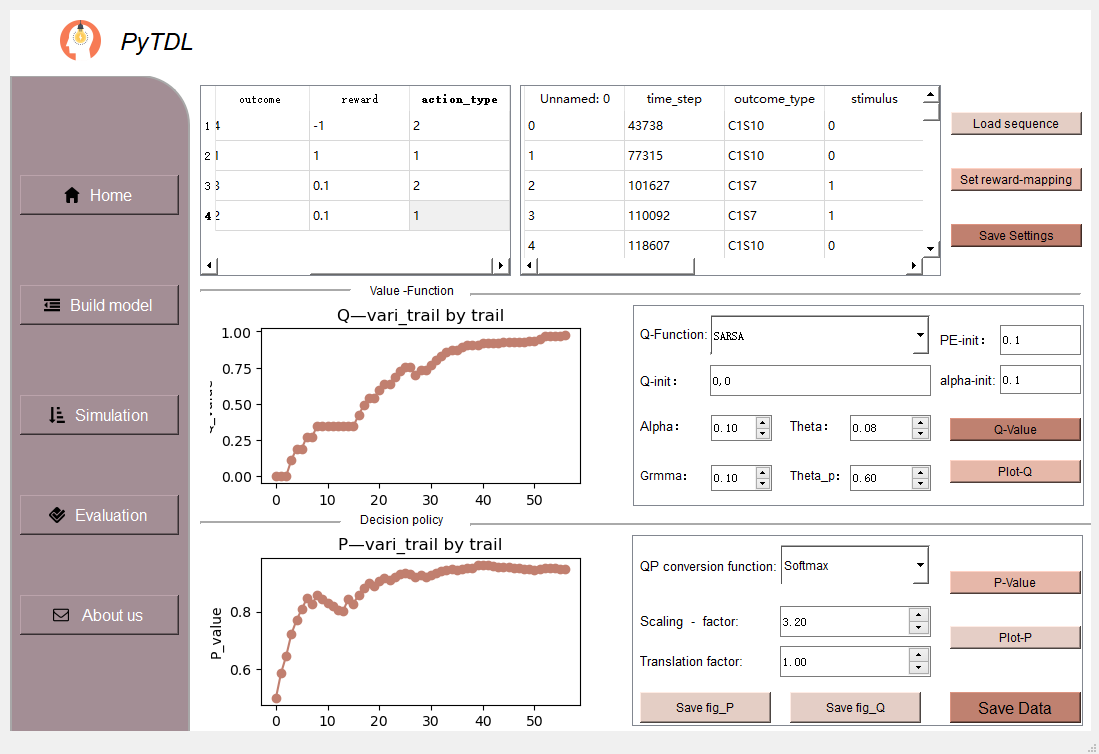 PyTDL
Home
Build model
Simulation
Evaluation
About us
outcome reward action_type
1 4 -1 2
2 1 1 1
3 3 0.1 2
4 2 0.1 1
Unnamed: 0 time_step outcome_type stimulus
0 43738 C1S10 0
1 77315 C1S10 0
2 101627 C1S7 1
3 110092 C1S7 1
4 118607 C1S10 0
Load sequence
Set reward-mapping
Save Settings
Value -Function
Q—vari_trail by trail
Q_value
1.00
0.75
0.50
0.25
0.00
0 10 20 30 40 50
Q-Function: SARSA
PE-init: 0.1
Q-init: 0,0
alpha-init: 0.1
Alpha: 0.10 Theta: 0.08
Q-Value
Grmma: 0.10 Theta_p: 0.60
Plot-Q
Decision policy
P—vari_trail by trail
P_value
0.8
0.6
0 10 20 30 40 50
QP conversion function: Softmax
P-Value
Scaling - factor: 3.20
Plot-P
Translation factor: 1.00
Save fig_P Save fig_Q Save Data